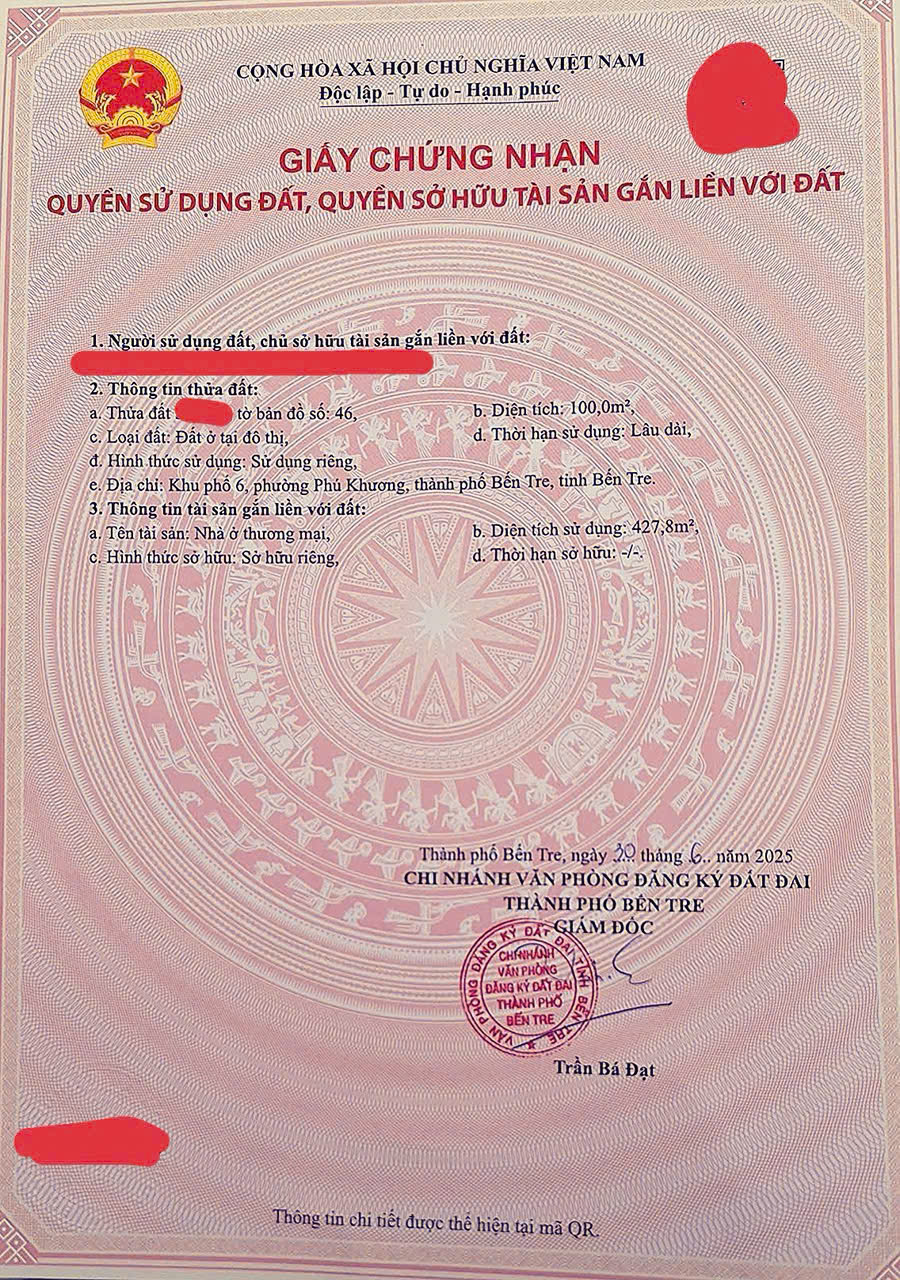 CỘNG HÒA XÃ HỘI CHỦ NGHĨA VIỆT NAM
Độc lập - Tự do - Hạnh phúc
GIẤY CHỨNG NHẬN
QUYỀN SỬ DỤNG ĐẤT, QUYỀN SỞ HỮU TÀI SẢN GẮN LIỀN VỚI ĐẤT
1. Người sử dụng đất, chủ sở hữu tài sản gắn liền với đất:
2. Thông tin thửa đất:
a. Thửa đất tờ bản đồ số: 46, b. Diện tích: 100,0m²,
c. Loại đất: Đất ở tại đô thị, d. Thời hạn sử dụng: Lâu dài,
đ. Hình thức sử dụng: Sử dụng riêng,
e. Địa chỉ: Khu phố 6, phường Phú Khương, thành phố Bến Tre, tỉnh Bến Tre.
3. Thông tin tài sản gắn liền với đất:
a. Tên tài sản: Nhà ở thương mại, b. Diện tích sử dụng: 427,8m²,
c. Hình thức sở hữu: Sở hữu riêng, d. Thời hạn sở hữu: -/-.
Thành phố Bến Tre, ngày tháng 6.. năm 2025
CHI NHÁNH VĂN PHÒNG ĐĂNG KÝ ĐẤT ĐAI
THÀNH PHỐ BẾN TRE
GIÁM ĐỐC
VĂN PHÒNG ĐĂNG KÝ ĐẤT ĐAI TỈNH BẾN TRE
CHI NHÁNH
VĂN PHÒNG
ĐĂNG KÝ ĐẤT ĐAI
THÀNH PHỐ
BẾN TRE
Trần Bá Đạt
Thông tin chi tiết được thể hiện tại mã QR.